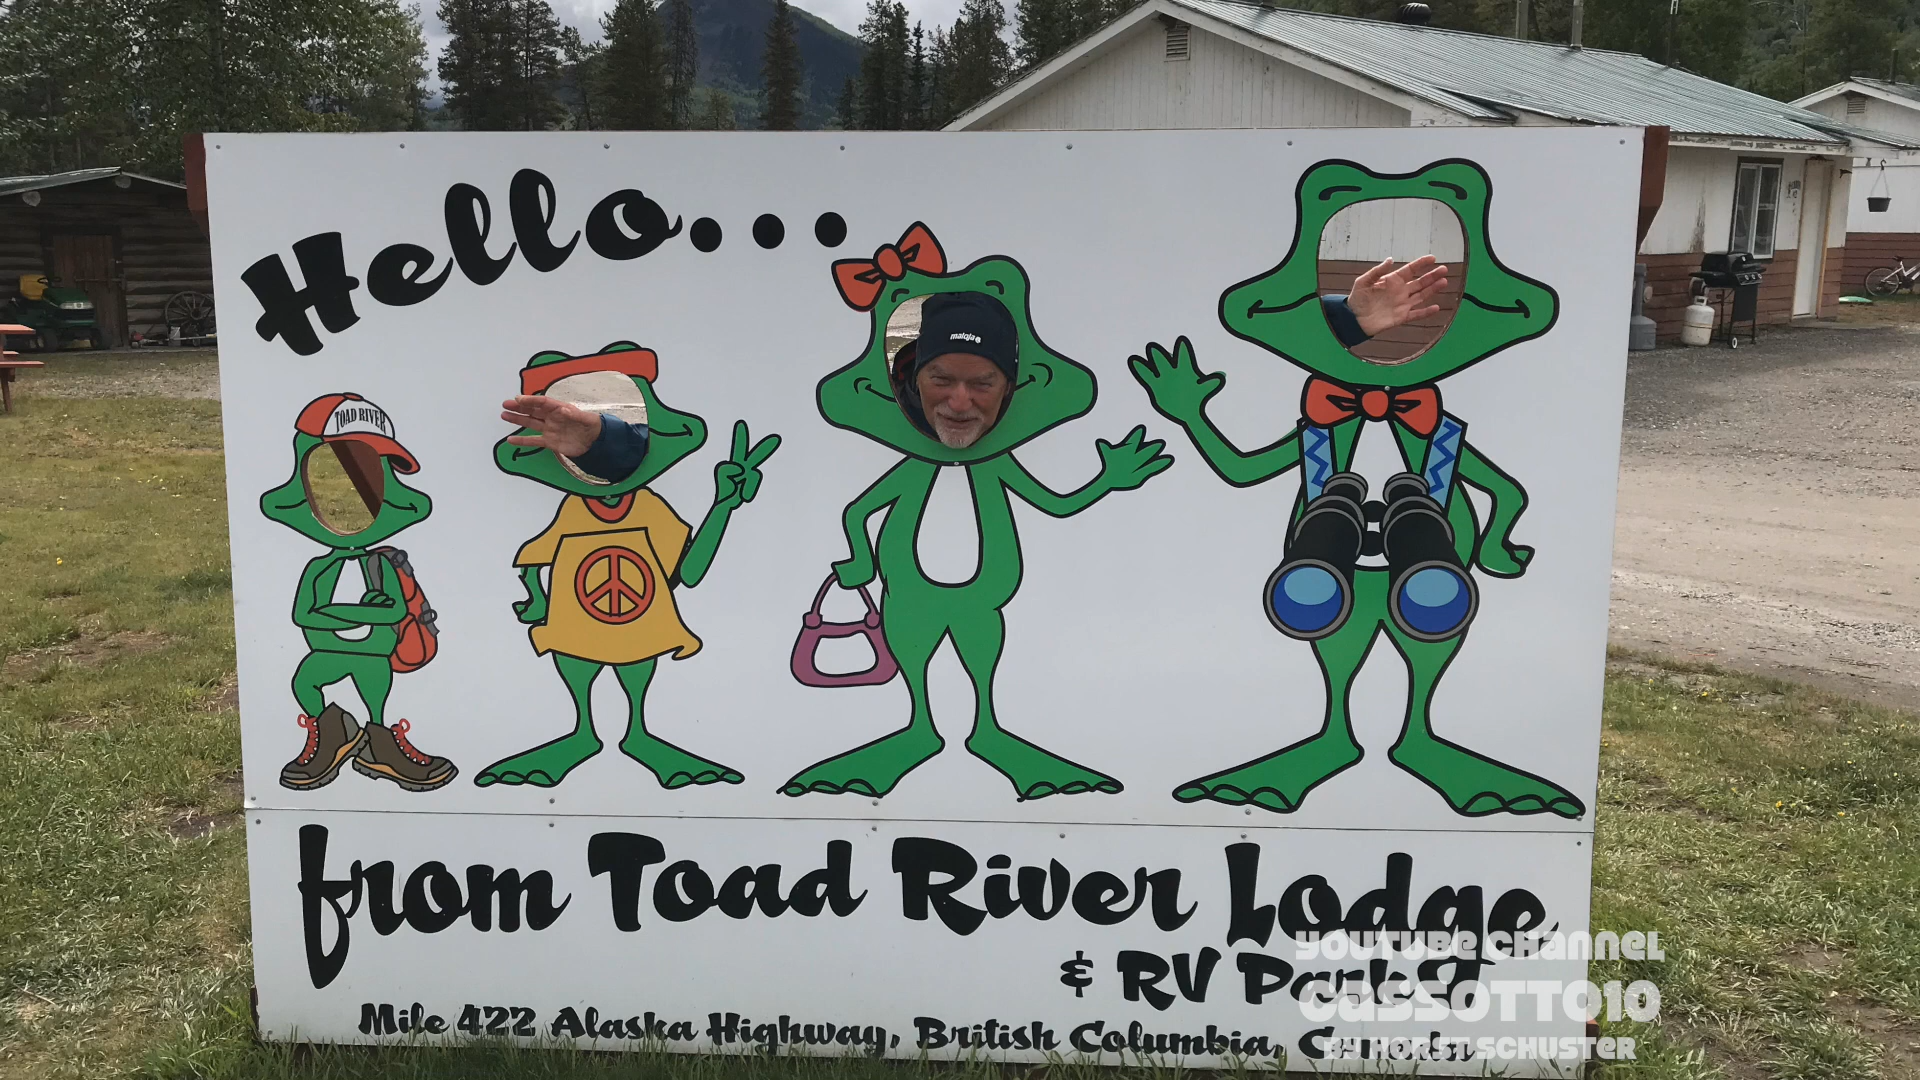 Hello...
TOAD RIVER
maloja
from Toad River Lodge
& RV Park
Mile 422 Alaska Highway, British Columbia, Canada
YOUTUBE CHANNEL
CASSOTTO10
BY HORST SCHUSTER